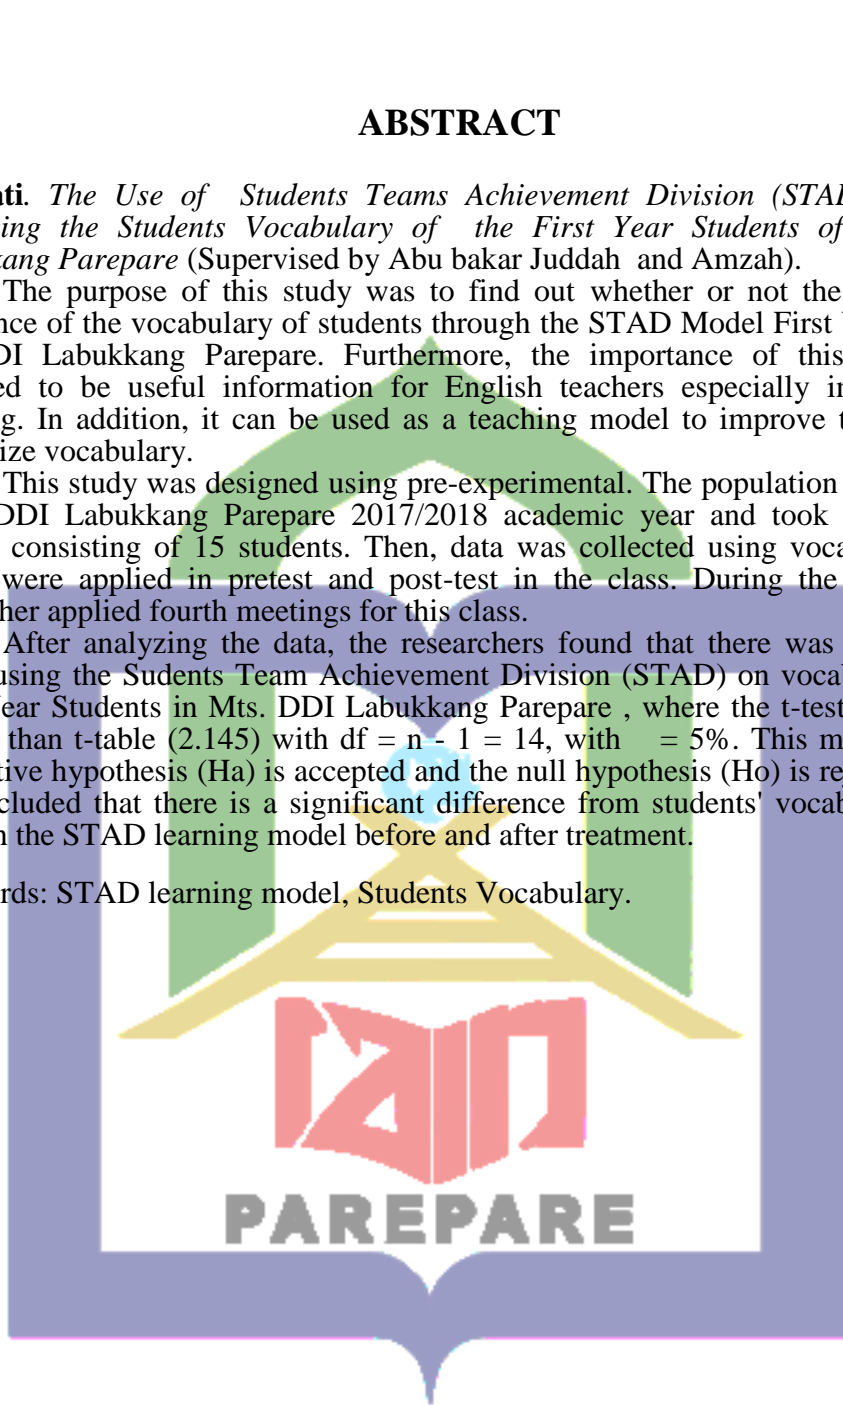 ABSTRACT
ati. The Use of Students Teams Achievement Division (STAD
ing the Students Vocabulary of the First Year Students of
kang Parepare (Supervised by Abu bakar Juddah and Amzah).
The purpose of this study was to find out whether or not the
nce of the vocabulary of students through the STAD Model First
DI Labukkang Parepare. Furthermore, the importance of this
ed to be useful information for English teachers especially in
g. In addition, it can be used as a teaching model to improve t
ize vocabulary.
This study was designed using pre-experimental. The population
DDI Labukkang Parepare 2017/2018 academic year and took
consisting of 15 students. Then, data was collected using voca
were applied in pretest and post-test in the class. During the
her applied fourth meetings for this class.
After analyzing the data, the researchers found that there was
using the Sudents Team Achievement Division (STAD) on vocab
ear Students in Mts. DDI Labukkang Parepare , where the t-test
than t-table (2.145) with df = n - 1 = 14, with = 5%. This m
tive hypothesis (Ha) is accepted and the null hypothesis (Ho) is re
cluded that there is a significant difference from students' vocab
n the STAD learning model before and after treatment.
rds: STAD learning model, Students Vocabulary.
iain
PAREPARE